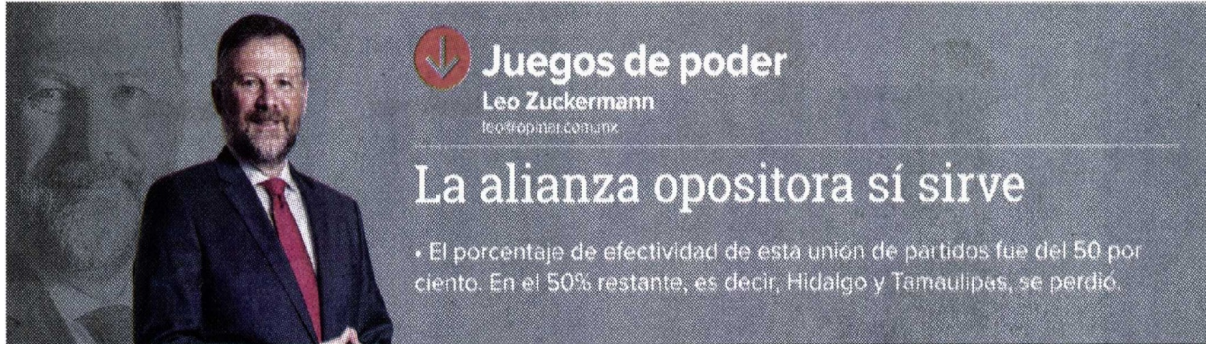 Juegos de poder
Leo Zuckermann
La alianza opositora sí sirve
• El porcentaje de efectividad de esta unión de partidos fue del 50 por
ciento. En el 50% restante, es decir, Hidalgo y Tamaulipas, se perdió.